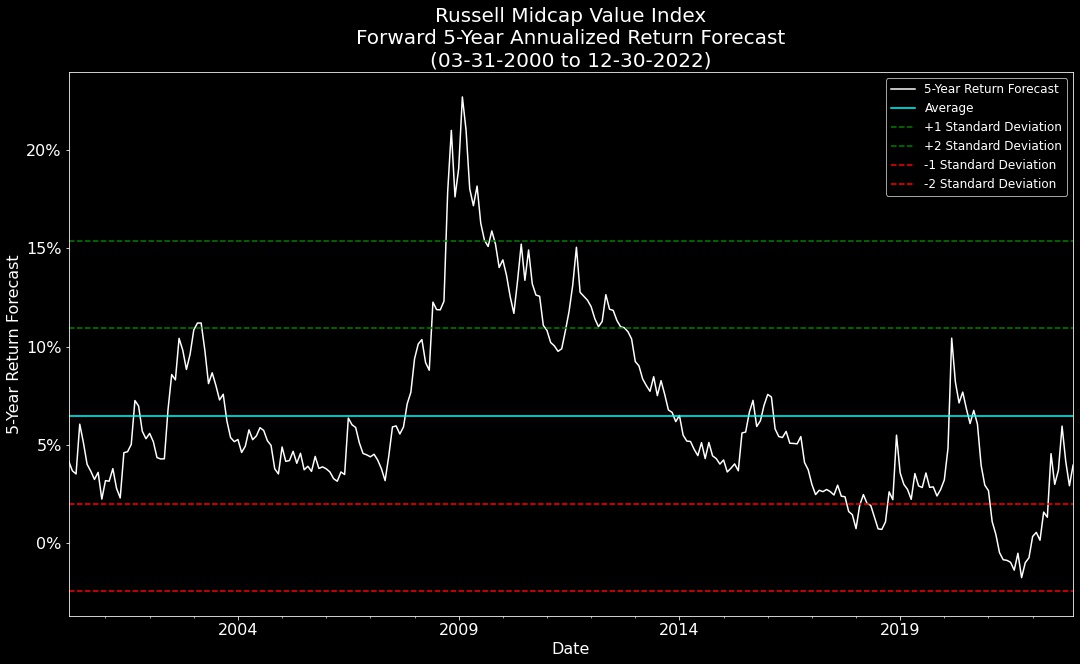 Russell Midcap Value Index
Forward 5-Year Annualized Return Forecast
(03-31-2000 to 12-30-2022)
5-Year Return Forecast
Average
+1 Standard Deviation
+2 Standard Deviation
-1 Standard Deviation
-2 Standard Deviation
5-Year Return Forecast
20%
15%
10%
5%
0%
2004
2009
2014
2019
Date